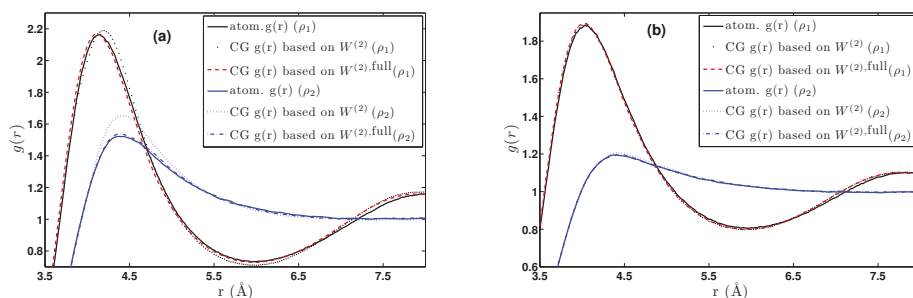 2.2
2
1.8
1.6
1.4
1.2
1
0.8
g(r)
(a)
atom. g(r) (ρ1)
CG g(r) based on W(2) (ρ1)
CG g(r) based on W(2),full(ρ1)
atom. g(r) (ρ2)
CG g(r) based on W(2) (ρ2)
CG g(r) based on W(2),full(ρ2)
3.5 4.5 5.5 6.5 7.5
r (Å)
1.8
1.6
1.4
1.2
1
0.8
0.6
g(r)
(b)
atom. g(r) (ρ1)
CG g(r) based on W(2) (ρ1)
CG g(r) based on W(2),full(ρ1)
atom. g(r) (ρ2)
CG g(r) based on W(2) (ρ2)
CG g(r) based on W(2),full(ρ2)
3.5 4.5 5.5 6.5 7.5
r (Å)